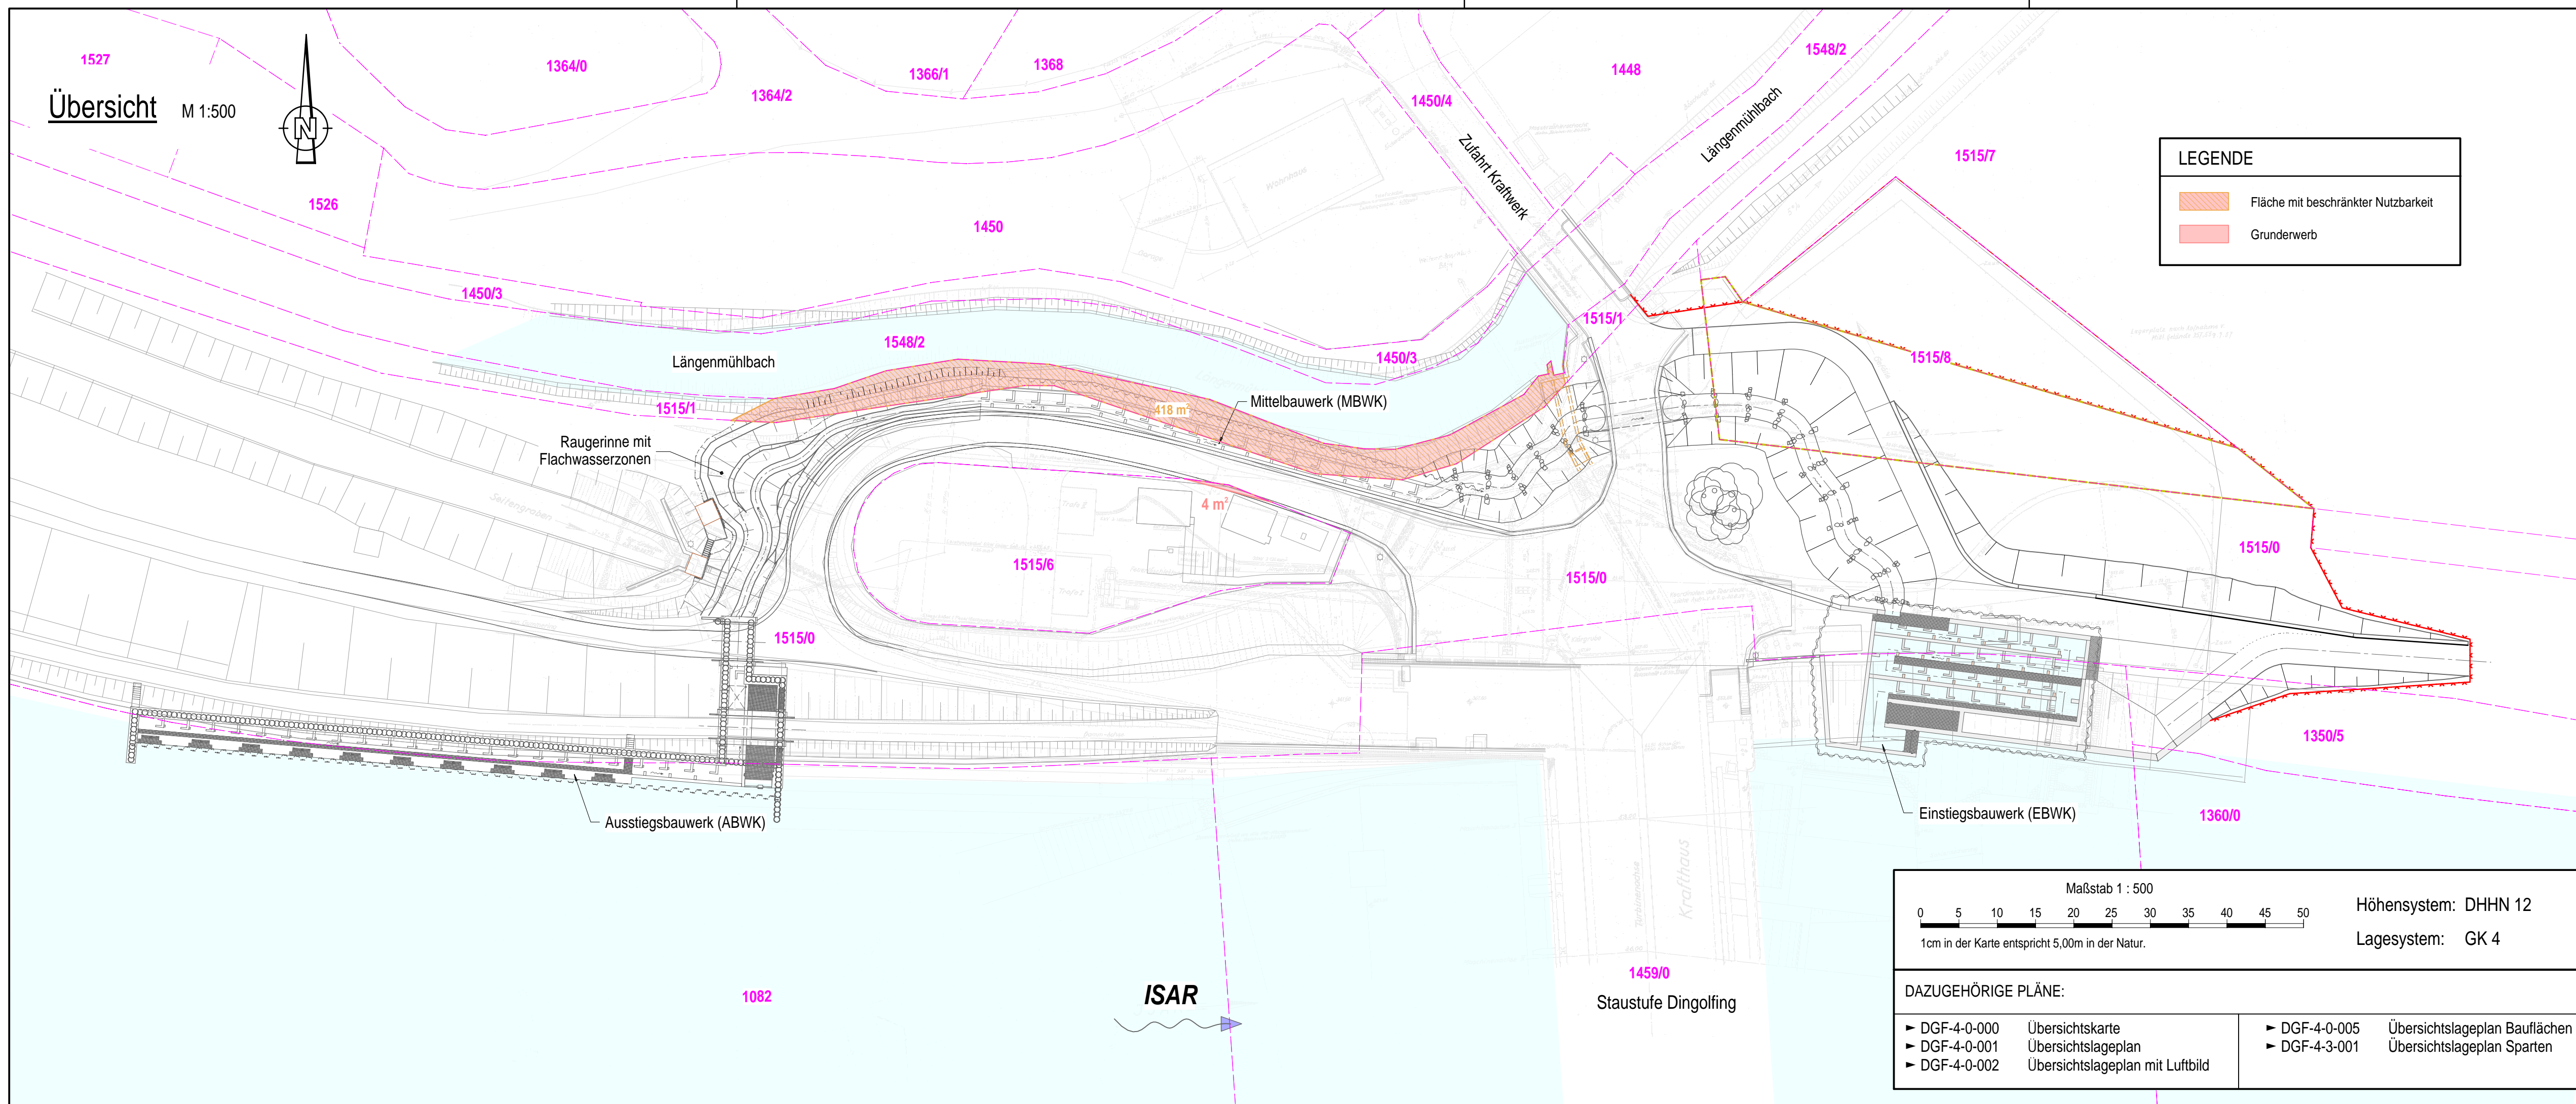 1527
1364/0
1364/2
1366/1
1368
1450/4
1448
1548/2
Übersicht M 1:500
N
Zufahrt Kraftwerk
Längenmühlbach
1515/7
LEGENDE
Fläche mit beschränkter Nutzbarkeit
Grunderwerb
Wohnhaus
Garage
1526
1450
1450/3
1515/1
1548/2
Längenmühlbach
1450/3
1515/8
1515/1
418 m²
Mittelbauwerk (MBWK)
Raugerinne mit
Flachwasserzonen
Seitengraben
4 m²
Trafo II
1515/6
Trafo I
1515/0
1515/0
1515/0
1350/5
Ausstiegsbauwerk (ABWK)
Einstiegsbauwerk (EBWK)
1360/0
Krafthaus
1459/0
Staustufe Dingolfing
1082
ISAR
Maßstab 1 : 500
0 5 10 15 20 25 30 35 40 45 50
1cm in der Karte entspricht 5,00m in der Natur.
Höhensystem: DHHN 12
Lagesystem: GK 4
DAZUGEHÖRIGE PLÄNE:
► DGF-4-0-000 Übersichtskarte
► DGF-4-0-001 Übersichtslageplan
► DGF-4-0-002 Übersichtslageplan mit Luftbild
► DGF-4-0-005 Übersichtslageplan Bauflächen
► DGF-4-3-001 Übersichtslageplan Sparten